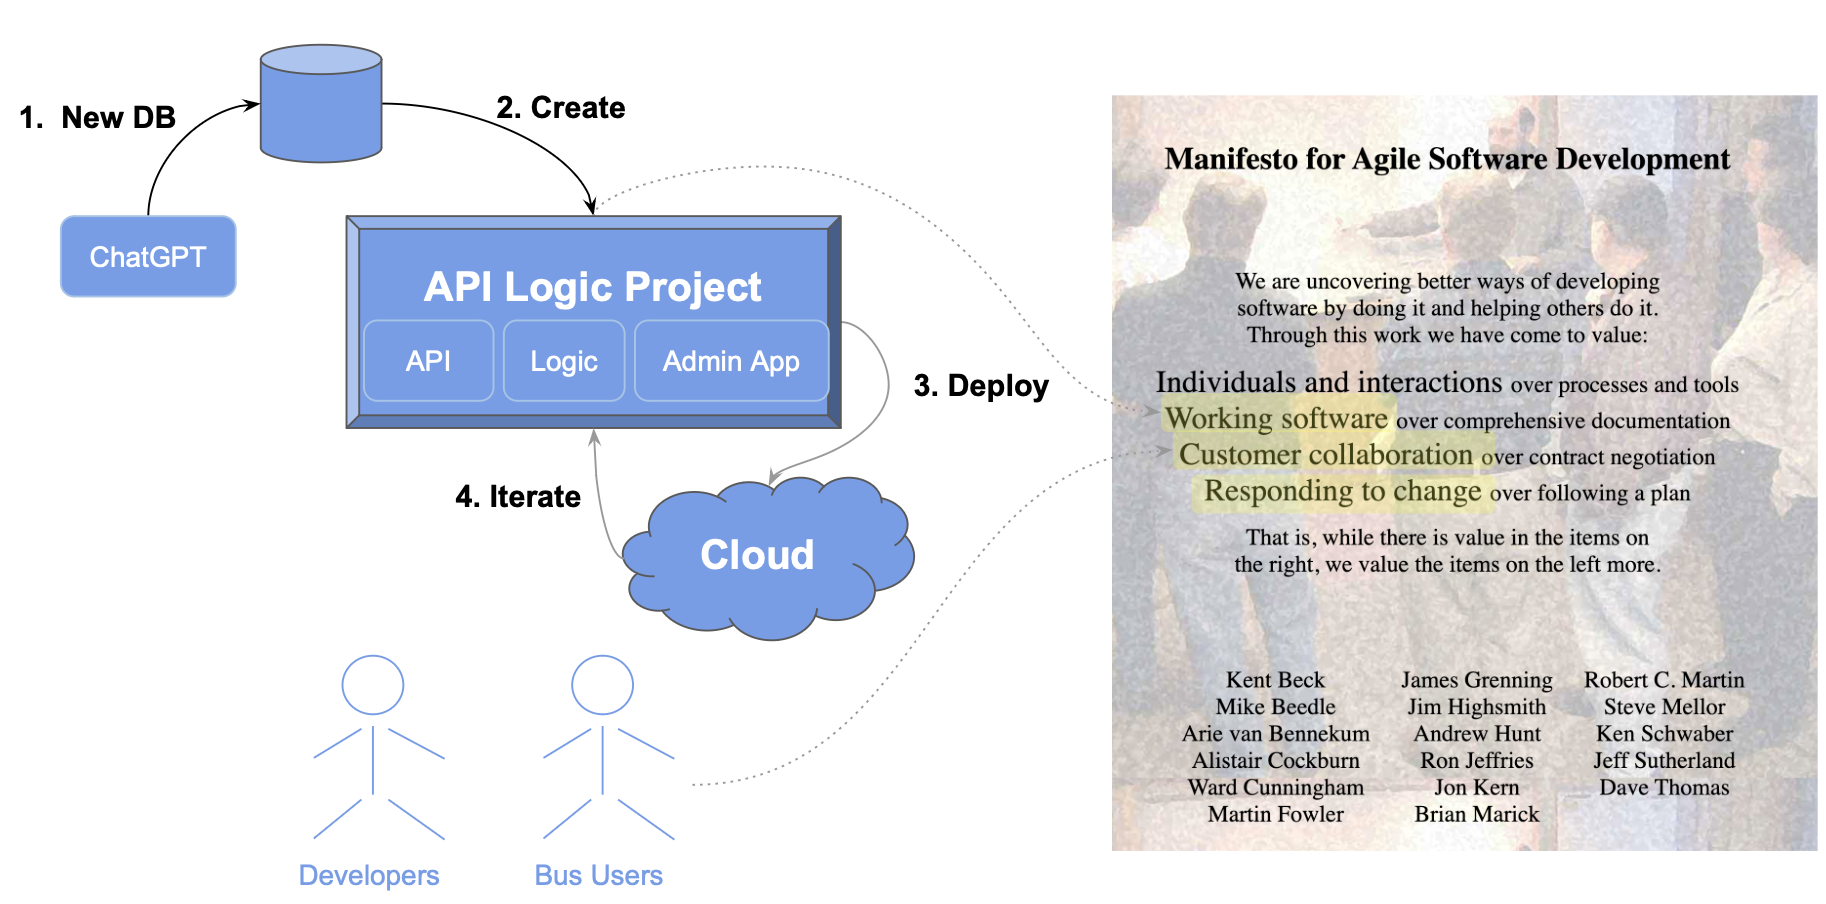 1. New DB
2. Create
ChatGPT
API Logic Project
API
Logic
Admin App
3. Deploy
4. Iterate
Cloud
Developers
Bus Users
Manifesto for Agile Software Development
We are uncovering better ways of developing
software by doing it and helping others do it.
Through this work we have come to value:
Individuals and interactions over processes and tools
Working software over comprehensive documentation
Customer collaboration over contract negotiation
Responding to change over following a plan
That is, while there is value in the items on
the right, we value the items on the left more.
Kent Beck
Mike Beedle
Arie van Bennekum
Alistair Cockburn
Ward Cunningham
Martin Fowler
James Grenning
Jim Highsmith
Andrew Hunt
Ron Jeffries
Jon Kern
Brian Marick
Robert C. Martin
Steve Mellor
Ken Schwaber
Jeff Sutherland
Dave Thomas